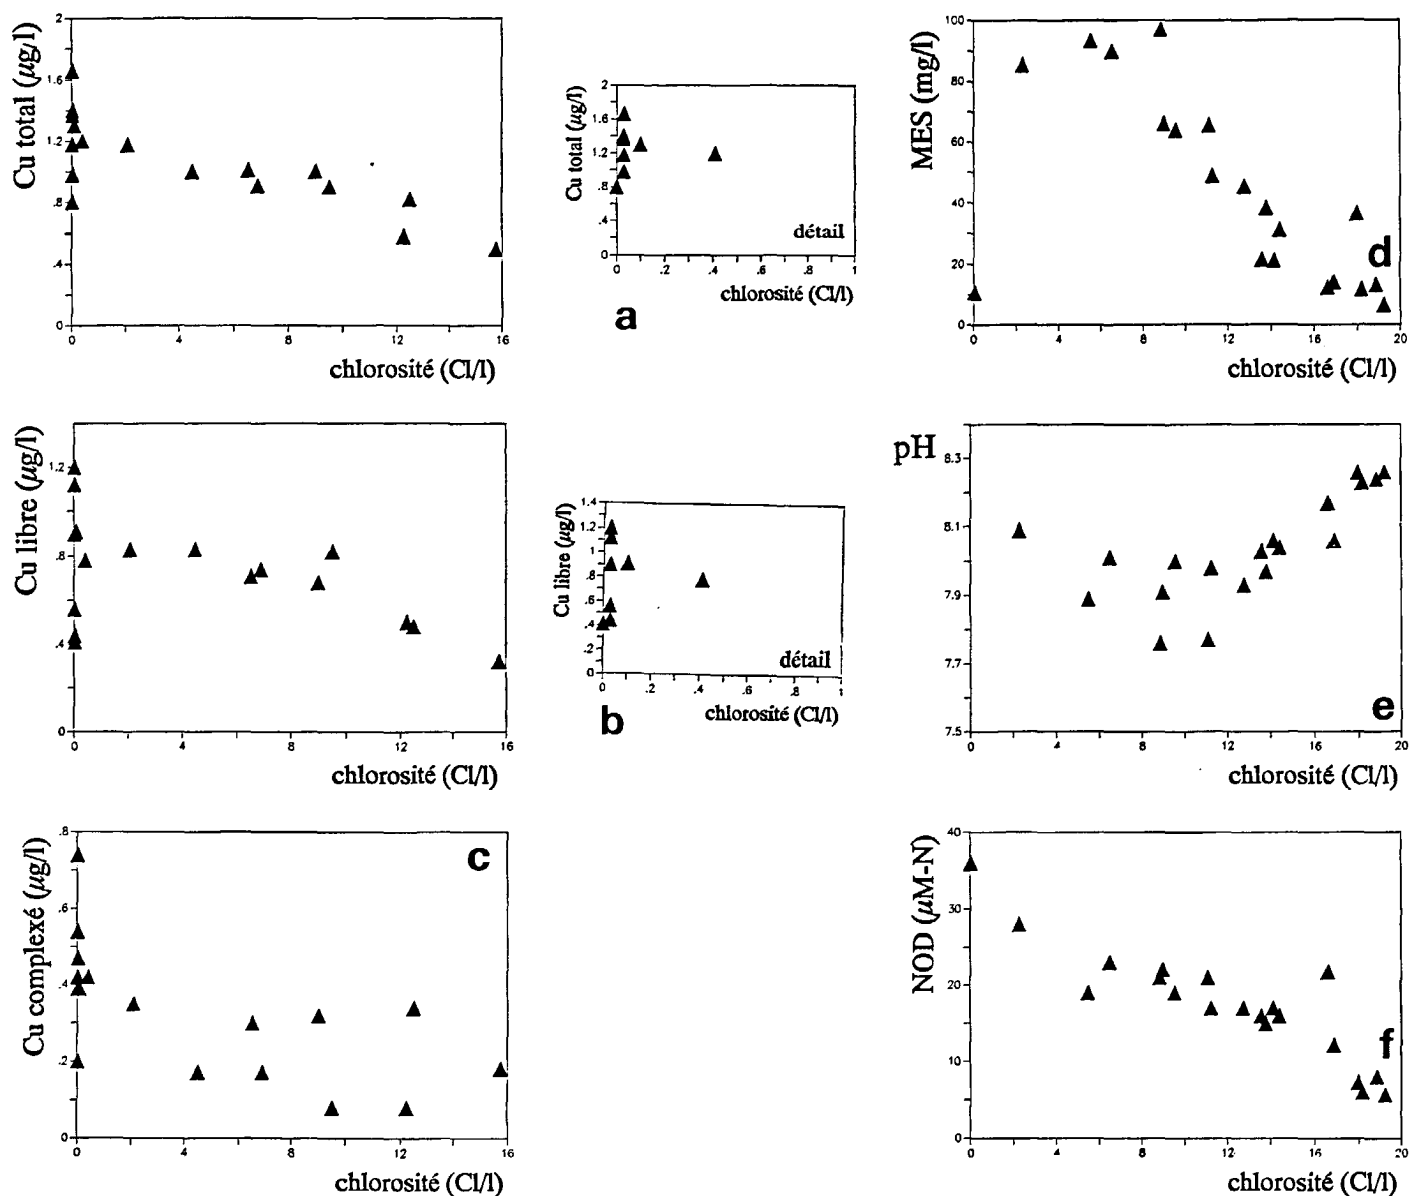 Cu total (µg/l)
2
1.6
1.2
.8
.4
0
0 4 8 12 16
chlorosité (Cl/l)
Cu total (µg/l)
2
1.6
1.2
.8
.4
0
0 .2 .4 .6 .8 1
détail
chlorosité (Cl/l)
a
MES (mg/l)
100
80
60
40
20
0
0 4 8 12 16 20
d
chlorosité (Cl/l)
Cu libre (µg/l)
1.2
.8
.4
0
0 4 8 12 16
chlorosité (Cl/l)
Cu libre (µg/l)
1.4
1.2
1
.8
.6
.4
.2
0
0 .2 .4 .6 .8 1
détail
chlorosité (Cl/l)
b
pH
8.3
8.1
7.9
7.7
7.5
0 4 8 12 16 20
e
chlorosité (Cl/l)
Cu complexé (µg/l)
.8
.6
.4
.2
0
0 4 8 12 16
c
chlorosité (Cl/l)
NOD (µM-N)
40
30
20
10
0
0 4 8 12 16 20
f
chlorosité (Cl/l)